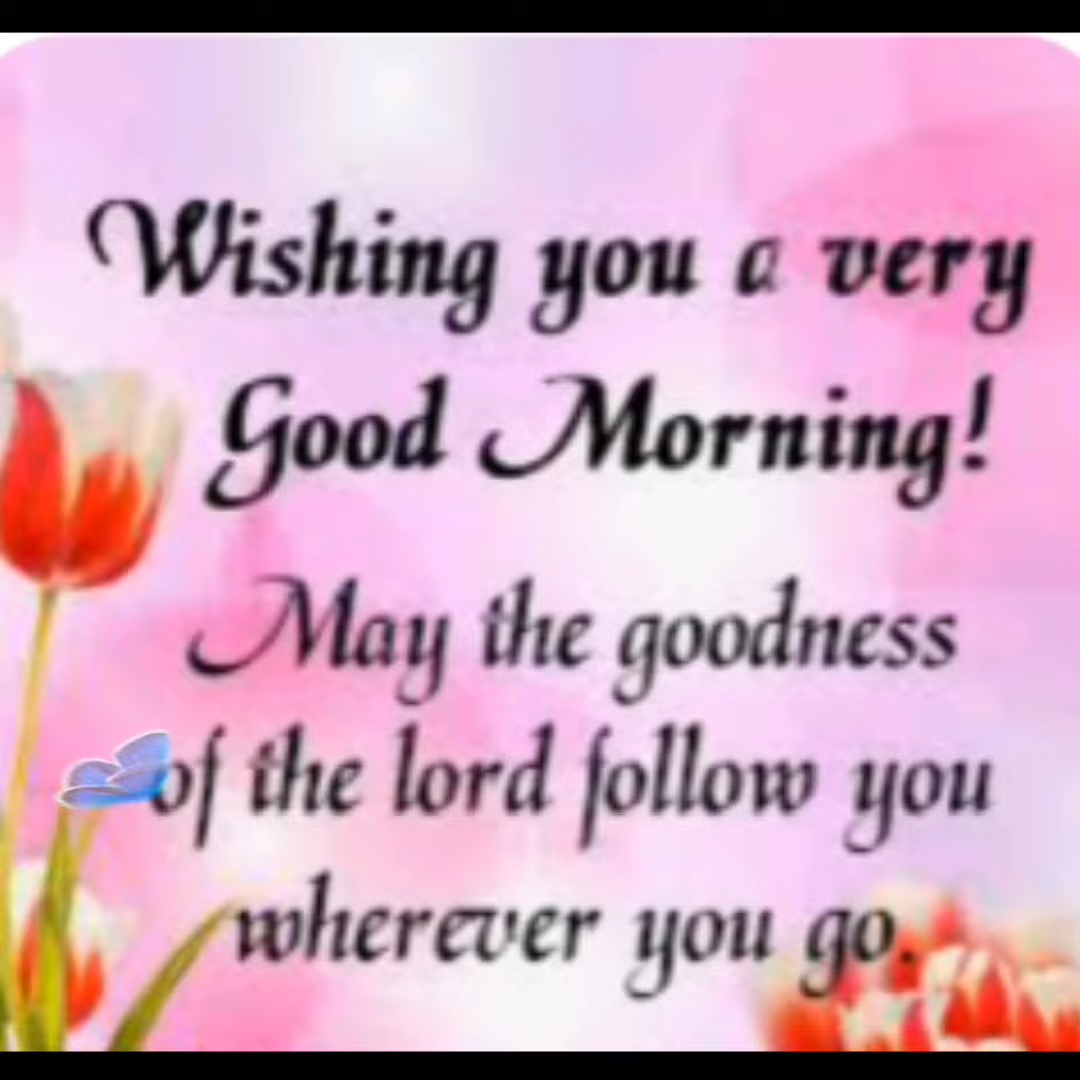 Wishing you a very
Good Morning!
May the goodness
of the lord follow you
wherever you go.